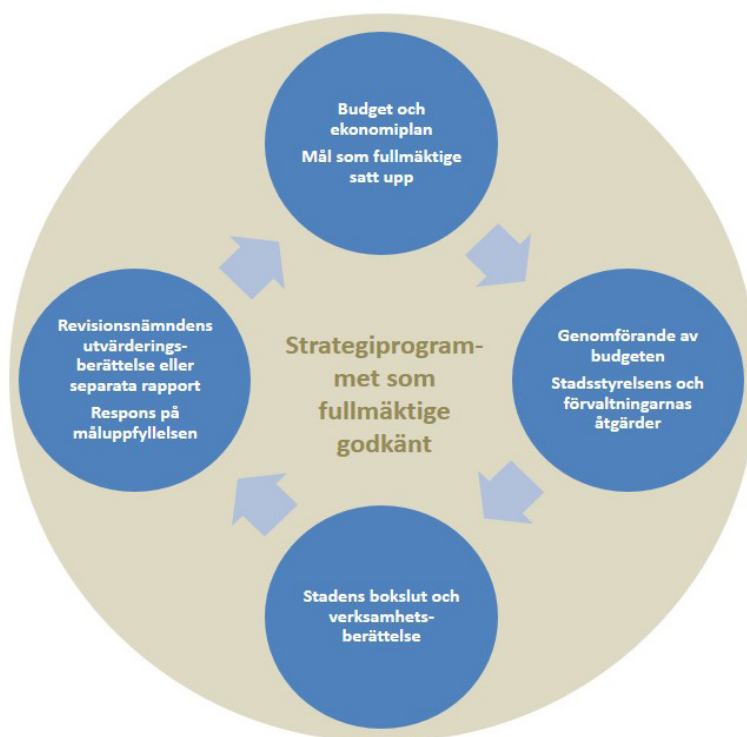 Budget och
ekonomiplan
Mål som fullmäktige
satt upp
Revisionsnämndens
utvärderings-
berättelse eller
separata rapport
Respons på
måluppfyllelsen
Strategiprogram-
met som
fullmäktige
godkänt
Genomförande av
budgeten
Stadsstyrelsens och
förvaltningarnas
åtgärder
Stadens bokslut och
verksamhets-
berättelse